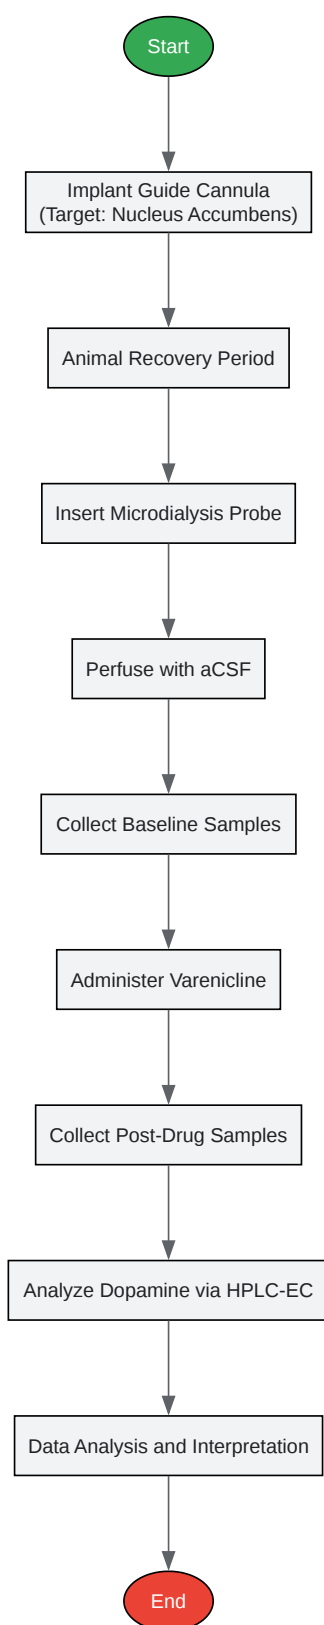 Start
Implant Guide Cannula
(Target: Nucleus Accumbens)
Animal Recovery Period
Insert Microdialysis Probe
Perfuse with aCSF
Collect Baseline Samples
Administer Varenicline
Collect Post-Drug Samples
Analyze Dopamine via HPLC-EC
Data Analysis and Interpretation
End